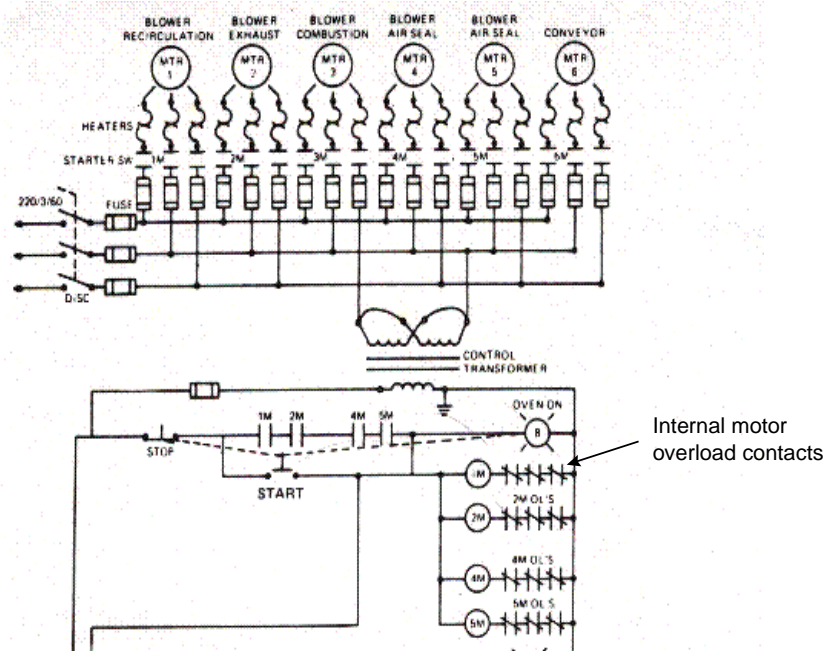 BLOWER RECIRCULATION
BLOWER EXHAUST
BLOWER COMBUSTION
BLOWER AIR SEAL
BLOWER AIR SEAL
CONVEYOR
MTR 1
MTR 2
MTR 3
MTR 4
MTR 5
MTR 6
HEATERS
STARTER SW
1M
2M
3M
4M
5M
6M
220/3/60
FUSE
DISC
CONTROL
TRANSFORMER
OVEN ON
1M
2M
4M
5M
R
STOP
START
Internal motor
overload contacts
1M
2M OL'S
2M
4M OL'S
4M
5M OL'S
5M